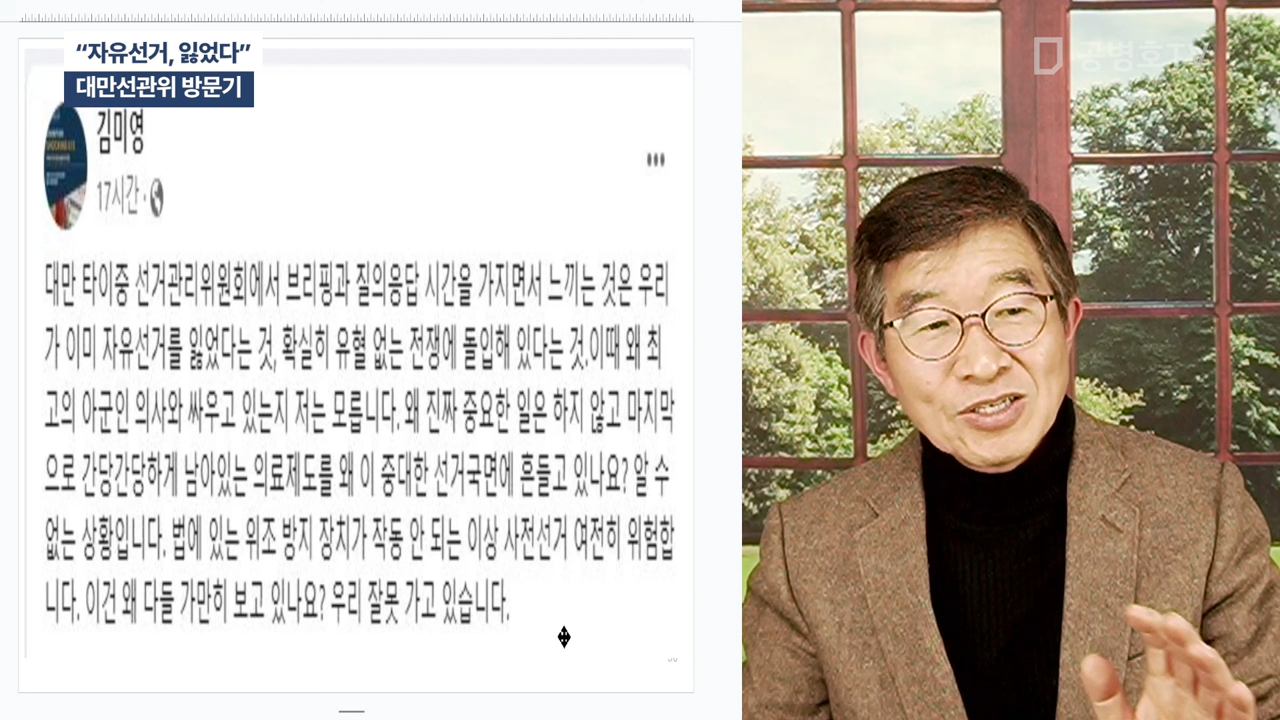 “자유선거, 잃었다”
대만선관위 방문기
공병호TV
김미영
17시간 ·
대만 타이중 선거관리위원회에서 브리핑과 질의응답 시간을 가지면서 느끼는 것은 우리
가 이미 자유선거를 잃었다는 것, 확실히 유혈 없는 전쟁에 돌입해 있다는 것.이때 왜 최
고의 아군인 의사와 싸우고 있는지 저는 모릅니다. 왜 진짜 중요한 일은 하지 않고 마지막
으로 간당간당하게 남아있는 의료제도를 왜 이 중대한 선거국면에 흔들고 있나요? 알 수
없는 상황입니다. 법에 있는 위조 방지 장치가 작동 안 되는 이상 사전선거 여전히 위험합
니다. 이건 왜 다들 가만히 보고 있나요? 우리 잘못 가고 있습니다.